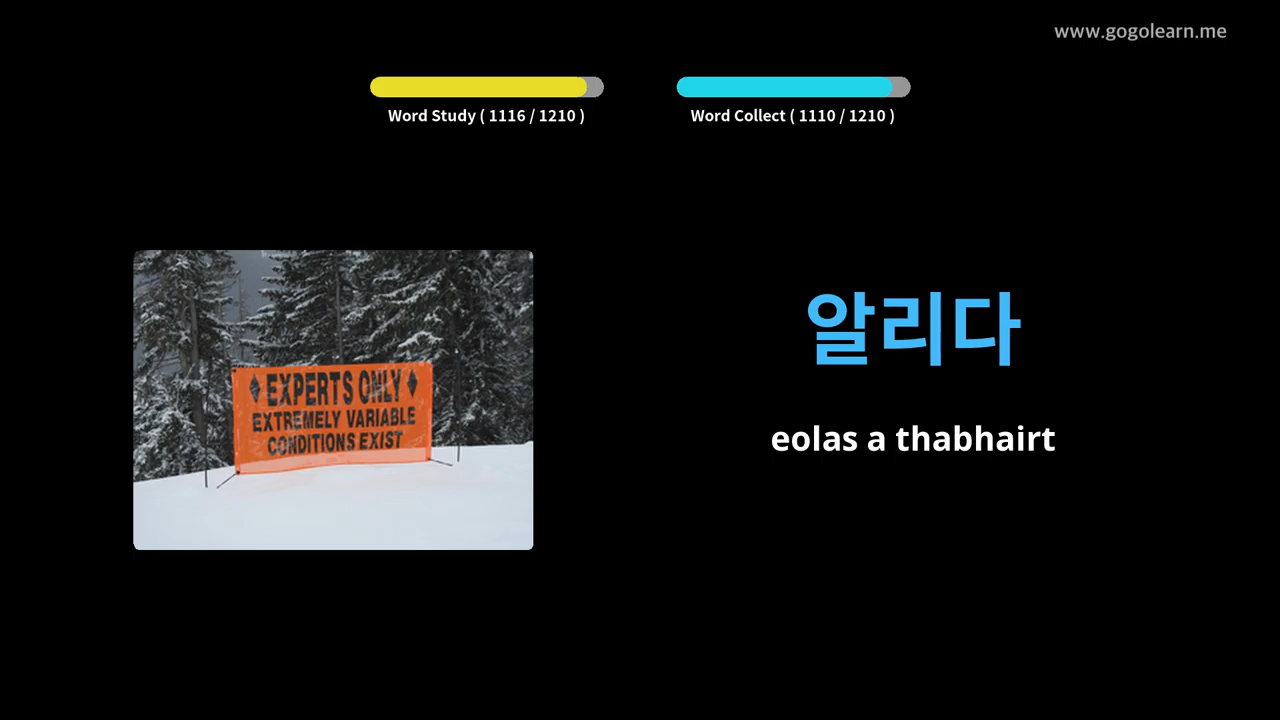 www.gogolearn.me
Word Study ( 1116 / 1210 )
Word Collect ( 1110 / 1210 )
EXPERTS ONLY
EXTREMELY VARIABLE
CONDITIONS EXIST
알리다
eolas a thabhairt